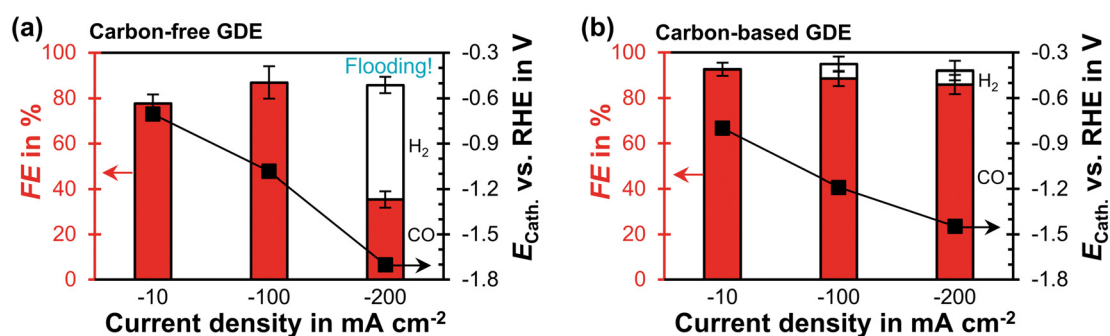 (a) Carbon-free GDE
FE in %
100
80
60
40
20
0
Flooding!
H₂
CO
-0.3
-0.6
-0.9
-1.2
-1.5
-1.8
E_Cath. vs. RHE in V
-10 -100 -200
Current density in mA cm⁻²
(b) Carbon-based GDE
FE in %
100
80
60
40
20
0
H₂
CO
-0.3
-0.6
-0.9
-1.2
-1.5
-1.8
E_Cath. vs. RHE in V
-10 -100 -200
Current density in mA cm⁻²